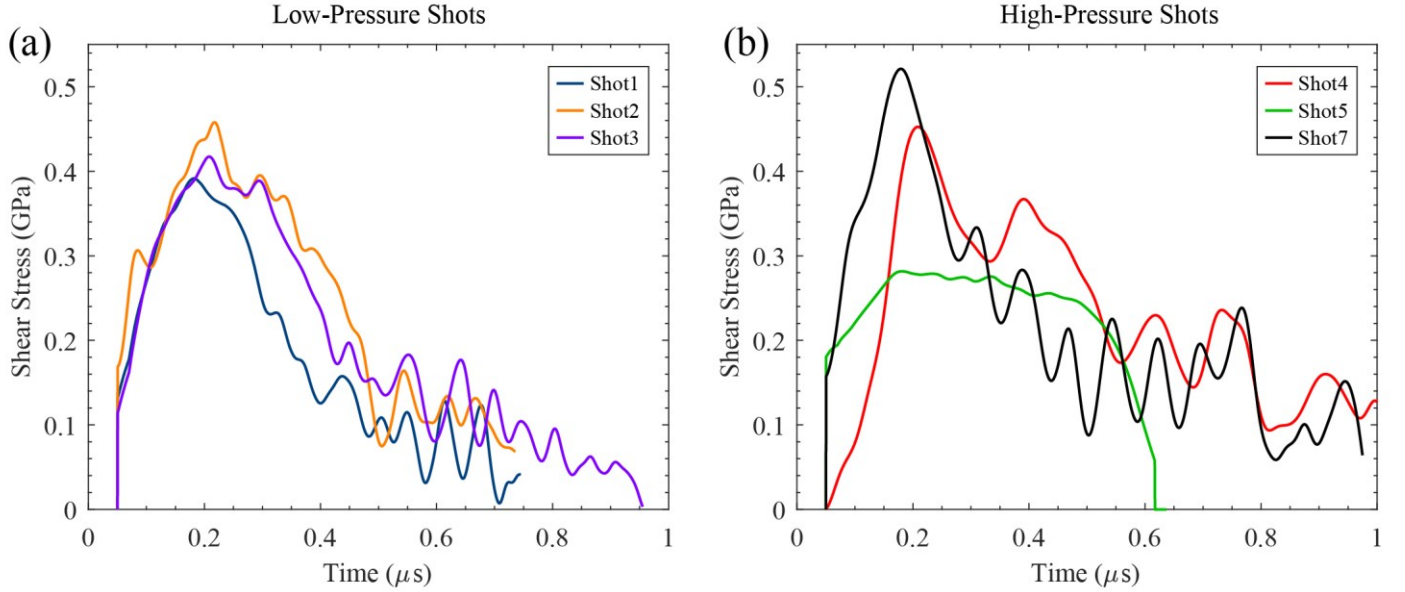 Low-Pressure Shots
(a)
Shot1
Shot2
Shot3
0.5
0.4
0.3
0.2
0.1
0
Shear Stress (GPa)
0
0.2
0.4
0.6
0.8
1
Time (μs)
High-Pressure Shots
(b)
Shot4
Shot5
Shot7
0.5
0.4
0.3
0.2
0.1
0
Shear Stress (GPa)
0
0.2
0.4
0.6
0.8
1
Time (μs)